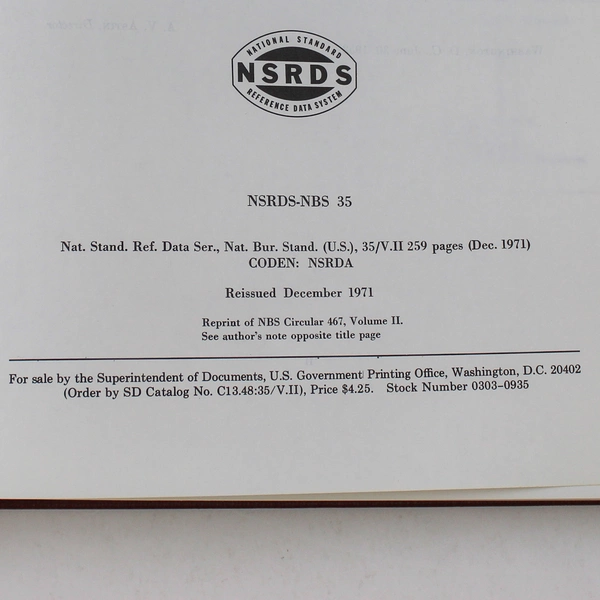 NATIONAL STANDARD
NSRDS
REFERENCE DATA SYSTEM
NSRDS-NBS 35
Nat. Stand. Ref. Data Ser., Nat. Bur. Stand. (U.S.), 35/V.II 259 pages (Dec. 1971)
CODEN: NSRDA
Reissued December 1971
Reprint of NBS Circular 467, Volume II.
See author's note opposite title page
For sale by the Superintendent of Documents, U.S. Government Printing Office, Washington, D.C. 20402
(Order by SD Catalog No. C13.48:35/V.II), Price $4.25. Stock Number 0303-0935